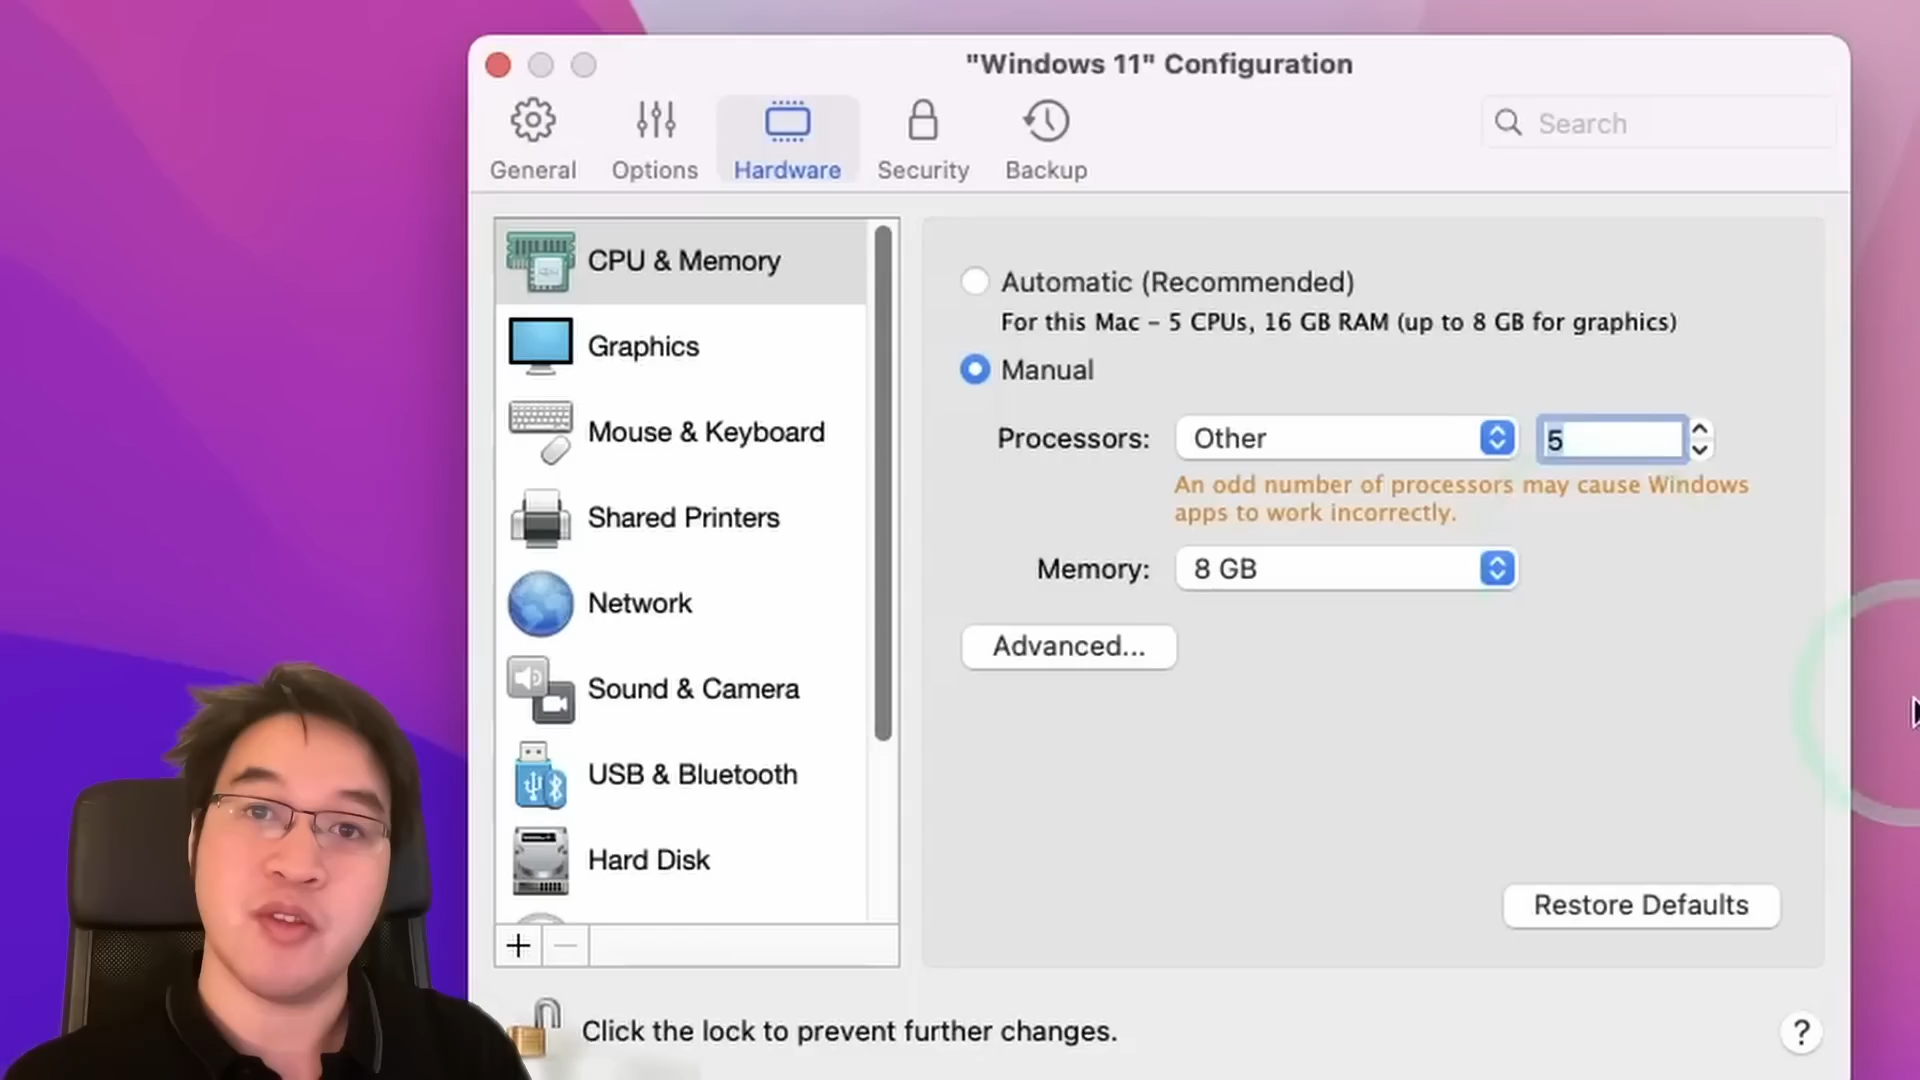 "Windows 11" Configuration
General
Options
Hardware
Security
Backup
Search
CPU & Memory
Graphics
Mouse & Keyboard
Shared Printers
Network
Sound & Camera
USB & Bluetooth
Hard Disk
Automatic (Recommended)
For this Mac – 5 CPUs, 16 GB RAM (up to 8 GB for graphics)
Manual
Processors: Other 5
An odd number of processors may cause Windows
apps to work incorrectly.
Memory: 8 GB
Advanced...
Restore Defaults
Click the lock to prevent further changes.
?